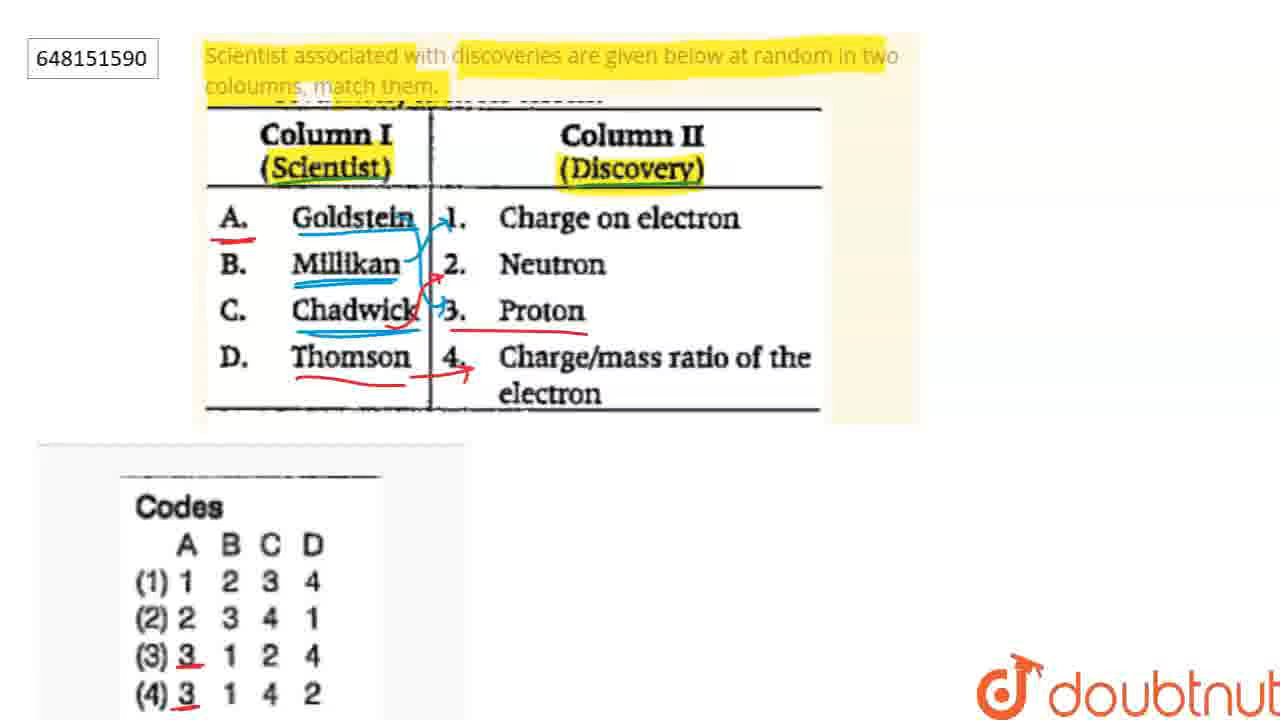 648151590
Scientist associated with discoveries are given below at random in two
coloumns, match them.
Column I Column II
(Scientist) (Discovery)
A. Goldstein 1. Charge on electron
B. Millikan 2. Neutron
C. Chadwick 3. Proton
D. Thomson 4. Charge/mass ratio of the
electron
Codes
A B C D
(1) 1 2 3 4
(2) 2 3 4 1
(3) 3 1 2 4
(4) 3 1 4 2
doubtnut